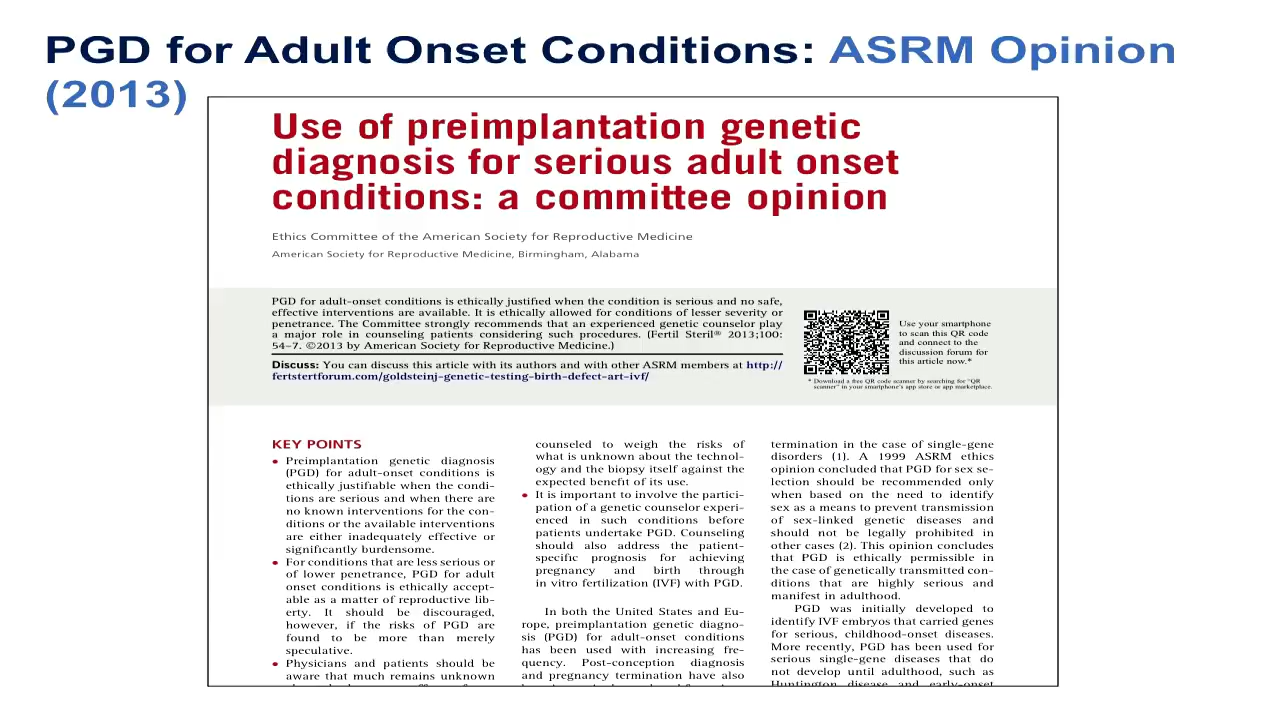 PGD for Adult Onset Conditions: ASRM Opinion
(2013)
Use of preimplantation genetic
diagnosis for serious adult onset
conditions: a committee opinion
Ethics Committee of the American Society for Reproductive Medicine
American Society for Reproductive Medicine, Birmingham, Alabama
PGD for adult-onset conditions is ethically justified when the condition is serious and no safe,
effective interventions are available. It is ethically allowed for conditions of lesser severity or
penetrance. The Committee strongly recommends that an experienced genetic counselor play
a major role in counseling patients considering such procedures. (Fertil Steril® 2013;100:
54–7. ©2013 by American Society for Reproductive Medicine.)
Discuss: You can discuss this article with its authors and with other ASRM members at http://
fertstertforum.com/goldsteinj-genetic-testing-birth-defect-art-ivf/
Use your smartphone
to scan this QR code
and connect to the
discussion forum for
this article now.*
* Download a free QR code scanner by searching for "QR
scanner" in your smartphone's app store or app marketplace.
KEY POINTS
• Preimplantation genetic diagnosis
(PGD) for adult-onset conditions is
ethically justifiable when the condi-
tions are serious and when there are
no known interventions for the con-
ditions or the available interventions
are either inadequately effective or
significantly burdensome.
• For conditions that are less serious or
of lower penetrance, PGD for adult
onset conditions is ethically accept-
able as a matter of reproductive lib-
erty. It should be discouraged,
however, if the risks of PGD are
found to be more than merely
speculative.
• Physicians and patients should be
aware that much remains unknown
counseled to weigh the risks of
what is unknown about the technol-
ogy and the biopsy itself against the
expected benefit of its use.
• It is important to involve the partici-
pation of a genetic counselor experi-
enced in such conditions before
patients undertake PGD. Counseling
should also address the patient-
specific prognosis for achieving
pregnancy and birth through
in vitro fertilization (IVF) with PGD.
In both the United States and Eu-
rope, preimplantation genetic diagno-
sis (PGD) for adult-onset conditions
has been used with increasing fre-
quency. Post-conception diagnosis
and pregnancy termination have also
termination in the case of single-gene
disorders (1). A 1999 ASRM ethics
opinion concluded that PGD for sex se-
lection should be recommended only
when based on the need to identify
sex as a means to prevent transmission
of sex-linked genetic diseases and
should not be legally prohibited in
other cases (2). This opinion concludes
that PGD is ethically permissible in
the case of genetically transmitted con-
ditions that are highly serious and
manifest in adulthood.
PGD was initially developed to
identify IVF embryos that carried genes
for serious, childhood-onset diseases.
More recently, PGD has been used for
serious single-gene diseases that do
not develop until adulthood, such as
Huntington disease and early-onset